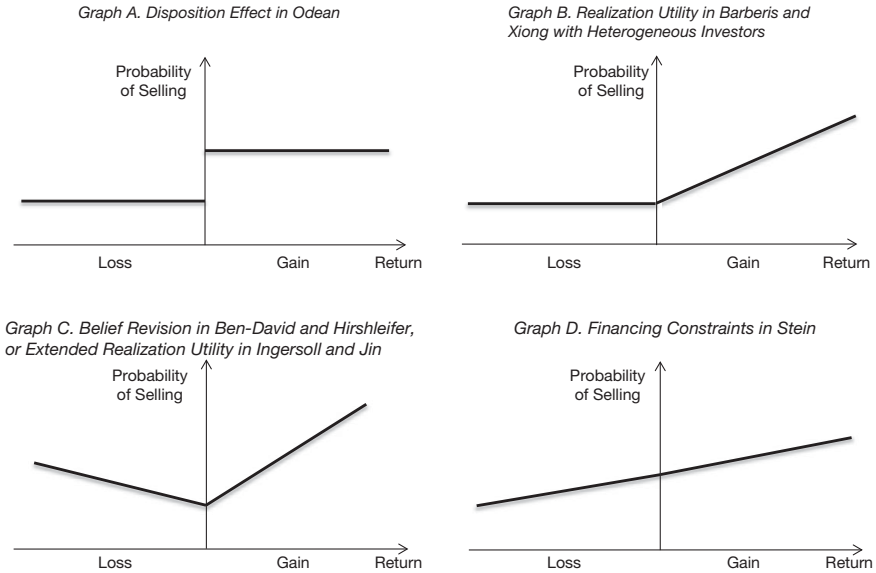 Graph A. Disposition Effect in Odean
Probability
of Selling
Loss
Gain
Return
Graph B. Realization Utility in Barberis and
Xiong with Heterogeneous Investors
Probability
of Selling
Loss
Gain
Return
Graph C. Belief Revision in Ben-David and Hirshleifer,
or Extended Realization Utility in Ingersoll and Jin
Probability
of Selling
Loss
Gain
Return
Graph D. Financing Constraints in Stein
Probability
of Selling
Loss
Gain
Return